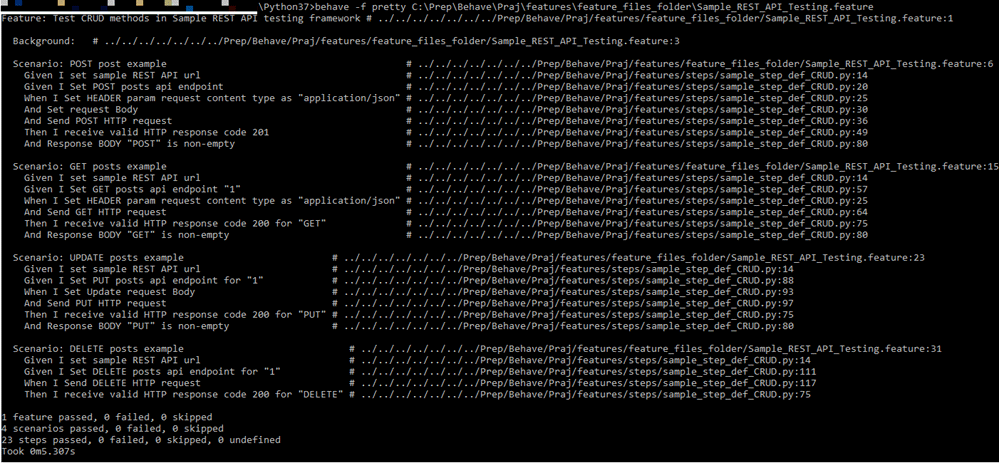 \Python37>behave -f pretty C:\Prep\Behave\Praj\features\feature_files_folder\Sample_REST_API_Testing.feature
Feature: Test CRUD methods in Sample REST API testing framework # ../../../../../../../Prep/Behave/Praj/features/feature_files_folder/Sample_REST_API_Testing.feature:1
Background:   # ../../../../../../../Prep/Behave/Praj/features/feature_files_folder/Sample_REST_API_Testing.feature:3
Scenario: POST post example # ../../../../../../../Prep/Behave/Praj/features/feature_files_folder/Sample_REST_API_Testing.feature:6
Given I set sample REST API url # ../../../../../../../Prep/Behave/Praj/features/steps/sample_step_def_CRUD.py:14
Given I Set POST posts api endpoint # ../../../../../../../Prep/Behave/Praj/features/steps/sample_step_def_CRUD.py:20
When I Set HEADER param request content type as "application/json" # ../../../../../../../Prep/Behave/Praj/features/steps/sample_step_def_CRUD.py:25
And Set request Body # ../../../../../../../Prep/Behave/Praj/features/steps/sample_step_def_CRUD.py:30
And Send POST HTTP request # ../../../../../../../Prep/Behave/Praj/features/steps/sample_step_def_CRUD.py:36
Then I receive valid HTTP response code 201 # ../../../../../../../Prep/Behave/Praj/features/steps/sample_step_def_CRUD.py:49
And Response BODY "POST" is non-empty # ../../../../../../../Prep/Behave/Praj/features/steps/sample_step_def_CRUD.py:80
Scenario: GET posts example # ../../../../../../../Prep/Behave/Praj/features/feature_files_folder/Sample_REST_API_Testing.feature:15
Given I set sample REST API url # ../../../../../../../Prep/Behave/Praj/features/steps/sample_step_def_CRUD.py:14
Given I Set GET posts api endpoint "1" # ../../../../../../../Prep/Behave/Praj/features/steps/sample_step_def_CRUD.py:57
When I Set HEADER param request content type as "application/json" # ../../../../../../../Prep/Behave/Praj/features/steps/sample_step_def_CRUD.py:25
And Send GET HTTP request # ../../../../../../../Prep/Behave/Praj/features/steps/sample_step_def_CRUD.py:64
Then I receive valid HTTP response code 200 for "GET" # ../../../../../../../Prep/Behave/Praj/features/steps/sample_step_def_CRUD.py:75
And Response BODY "GET" is non-empty # ../../../../../../../Prep/Behave/Praj/features/steps/sample_step_def_CRUD.py:80
Scenario: UPDATE posts example # ../../../../../../../Prep/Behave/Praj/features/feature_files_folder/Sample_REST_API_Testing.feature:23
Given I set sample REST API url # ../../../../../../../Prep/Behave/Praj/features/steps/sample_step_def_CRUD.py:14
Given I Set PUT posts api endpoint for "1" # ../../../../../../../Prep/Behave/Praj/features/steps/sample_step_def_CRUD.py:88
When I Set Update request Body # ../../../../../../../Prep/Behave/Praj/features/steps/sample_step_def_CRUD.py:93
And Send PUT HTTP request # ../../../../../../../Prep/Behave/Praj/features/steps/sample_step_def_CRUD.py:97
Then I receive valid HTTP response code 200 for "PUT" # ../../../../../../../Prep/Behave/Praj/features/steps/sample_step_def_CRUD.py:75
And Response BODY "PUT" is non-empty # ../../../../../../../Prep/Behave/Praj/features/steps/sample_step_def_CRUD.py:80
Scenario: DELETE posts example # ../../../../../../../Prep/Behave/Praj/features/feature_files_folder/Sample_REST_API_Testing.feature:31
Given I set sample REST API url # ../../../../../../../Prep/Behave/Praj/features/steps/sample_step_def_CRUD.py:14
Given I Set DELETE posts api endpoint for "1" # ../../../../../../../Prep/Behave/Praj/features/steps/sample_step_def_CRUD.py:111
When I Send DELETE HTTP request # ../../../../../../../Prep/Behave/Praj/features/steps/sample_step_def_CRUD.py:117
Then I receive valid HTTP response code 200 for "DELETE" # ../../../../../../../Prep/Behave/Praj/features/steps/sample_step_def_CRUD.py:75
1 feature passed, 0 failed, 0 skipped
4 scenarios passed, 0 failed, 0 skipped
23 steps passed, 0 failed, 0 skipped, 0 undefined
Took 0m5.307s